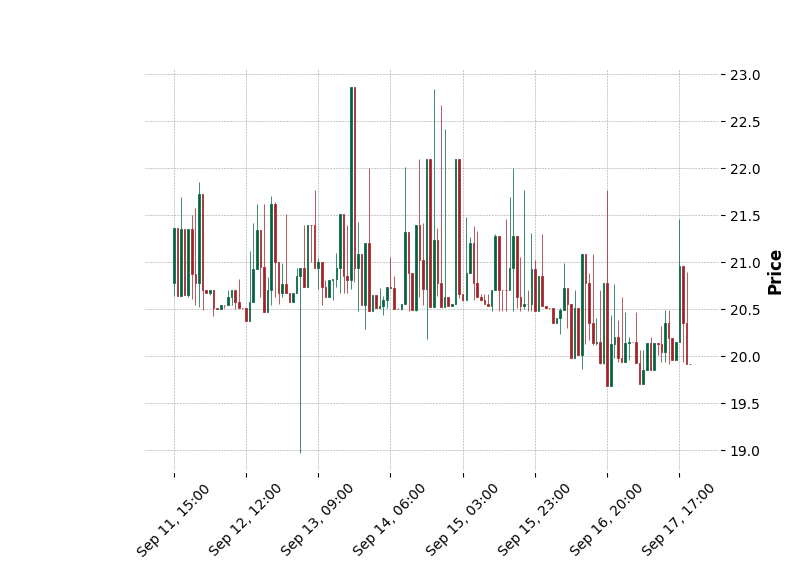 23.0
22.5
22.0
21.5
21.0
20.5
20.0
19.5
19.0
Price
Sep 11, 15:00
Sep 12, 12:00
Sep 13, 09:00
Sep 14, 06:00
Sep 15, 03:00
Sep 15, 23:00
Sep 16, 20:00
Sep 17, 17:00